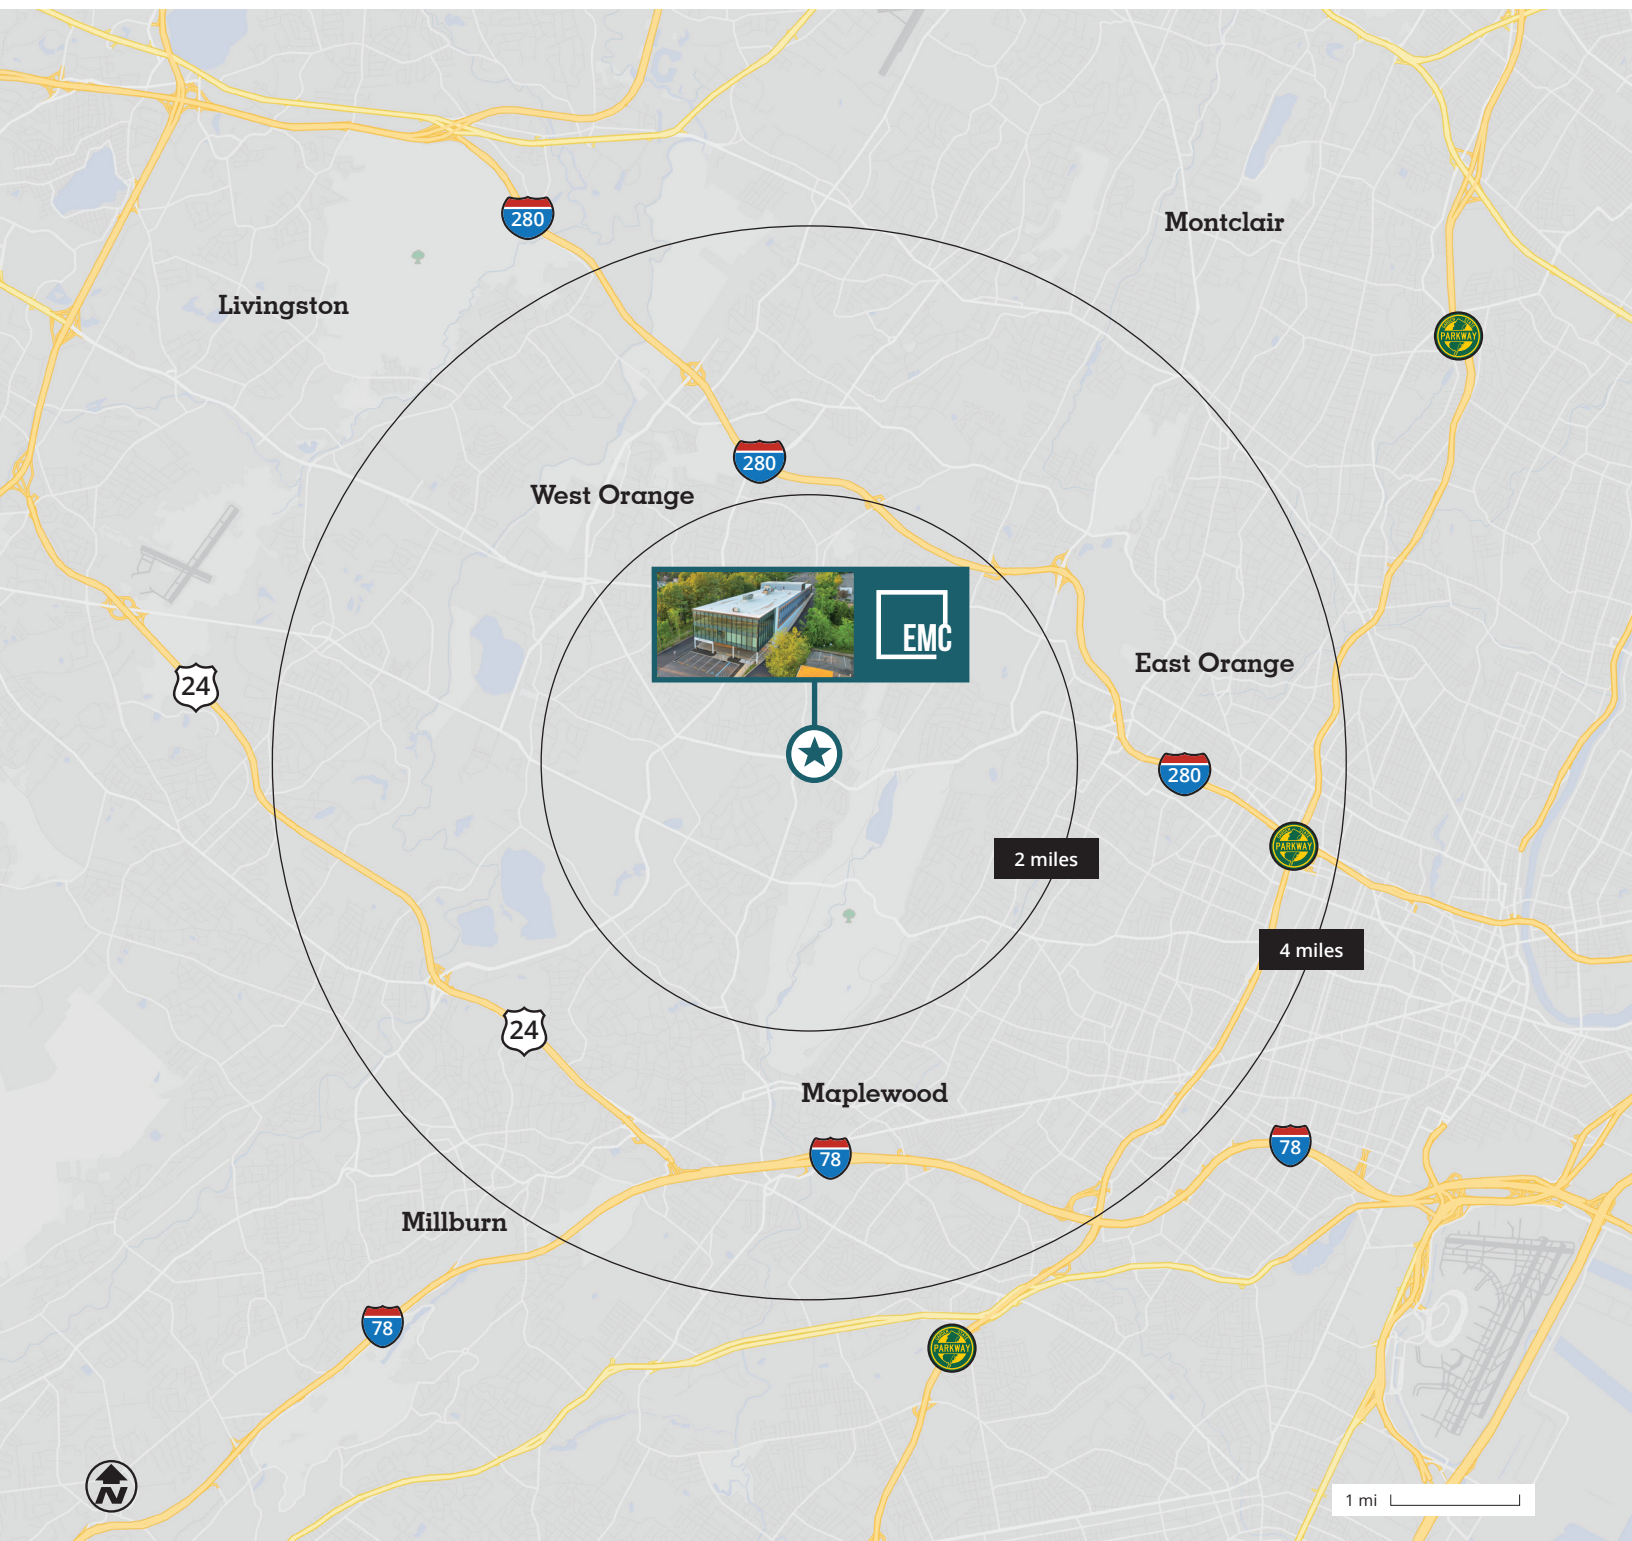 280
Montclair
Livingston
PARKWAY
280
West Orange
EMC
East Orange
24
280
PARKWAY
2 miles
4 miles
24
Maplewood
78
78
Millburn
78
PARKWAY
N
1 mi